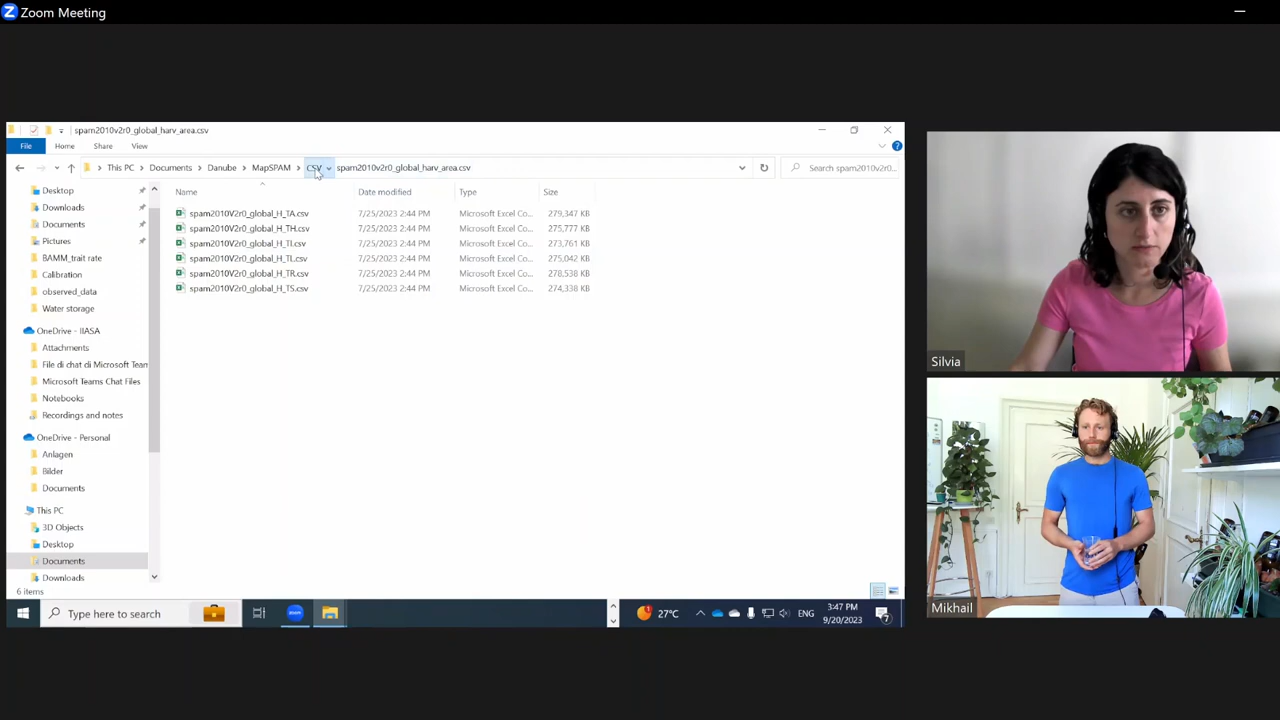 Zoom Meeting
spam2010v2r0_global_harv_area.csv
File Home Share View
This PC Documents Danube MapSPAM CSV spam2010v2r0_global_harv_area.csv Search spam2010v2r0...
Name Date modified Type Size
spam2010V2r0_global_H_TA.csv 7/25/2023 2:44 PM Microsoft Excel Co... 279,347 KB
spam2010V2r0_global_H_TH.csv 7/25/2023 2:44 PM Microsoft Excel Co... 275,777 KB
spam2010V2r0_global_H_TI.csv 7/25/2023 2:44 PM Microsoft Excel Co... 273,761 KB
spam2010V2r0_global_H_TL.csv 7/25/2023 2:44 PM Microsoft Excel Co... 275,042 KB
spam2010V2r0_global_H_TR.csv 7/25/2023 2:44 PM Microsoft Excel Co... 278,538 KB
spam2010V2r0_global_H_TS.csv 7/25/2023 2:44 PM Microsoft Excel Co... 274,338 KB
Desktop
Downloads
Documents
Pictures
BAMM_trait rate
Calibration
observed_data
Water storage
OneDrive - IIASA
Attachments
File di chat di Microsoft Team
Microsoft Teams Chat Files
Notebooks
Recordings and notes
OneDrive - Personal
Anlagen
Bilder
Documents
This PC
3D Objects
Desktop
Documents
Downloads
6 items
Type here to search
27°C
ENG
3:47 PM
9/20/2023
7
Silvia
Mikhail